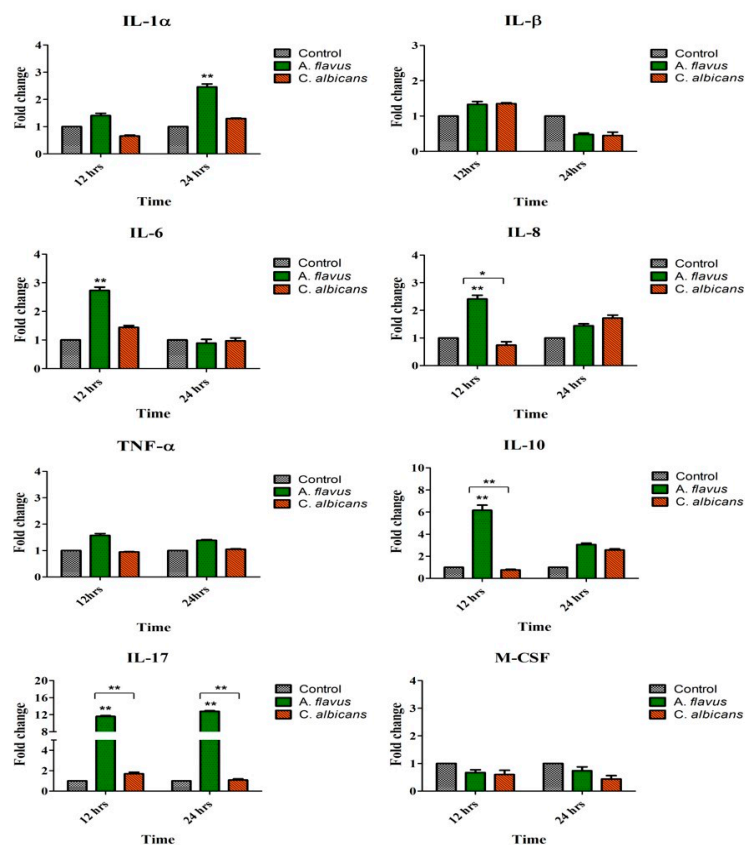 IL-1α
Fold change
4
3
2
1
0
12 hrs
24 hrs
**
Time
Control
A. flavus
C. albicans
IL-β
Fold change
3
2
1
0
12hrs
24hrs
Time
Control
A. flavus
C. albicans
IL-6
Fold change
4
3
2
1
0
**
12 hrs
24 hrs
Time
Control
A. flavus
C. albicans
IL-8
Fold change
4
3
2
1
0
*
**
12 hrs
24 hrs
Time
Control
A. flavus
C. albicans
TNF-α
Fold change
4
3
2
1
0
12hrs
24hrs
Time
Control
A. flavus
C. albicans
IL-10
Fold change
10
8
6
4
2
0
**
**
12 hrs
24 hrs
Time
Control
A. flavus
C. albicans
IL-17
Fold change
20
16
12
8
4
2
0
**
**
**
**
12 hrs
24 hrs
Time
Control
A. flavus
C. albicans
M-CSF
Fold change
4
3
2
1
0
12 hrs
24 hrs
Time
Control
A. flavus
C. albicans